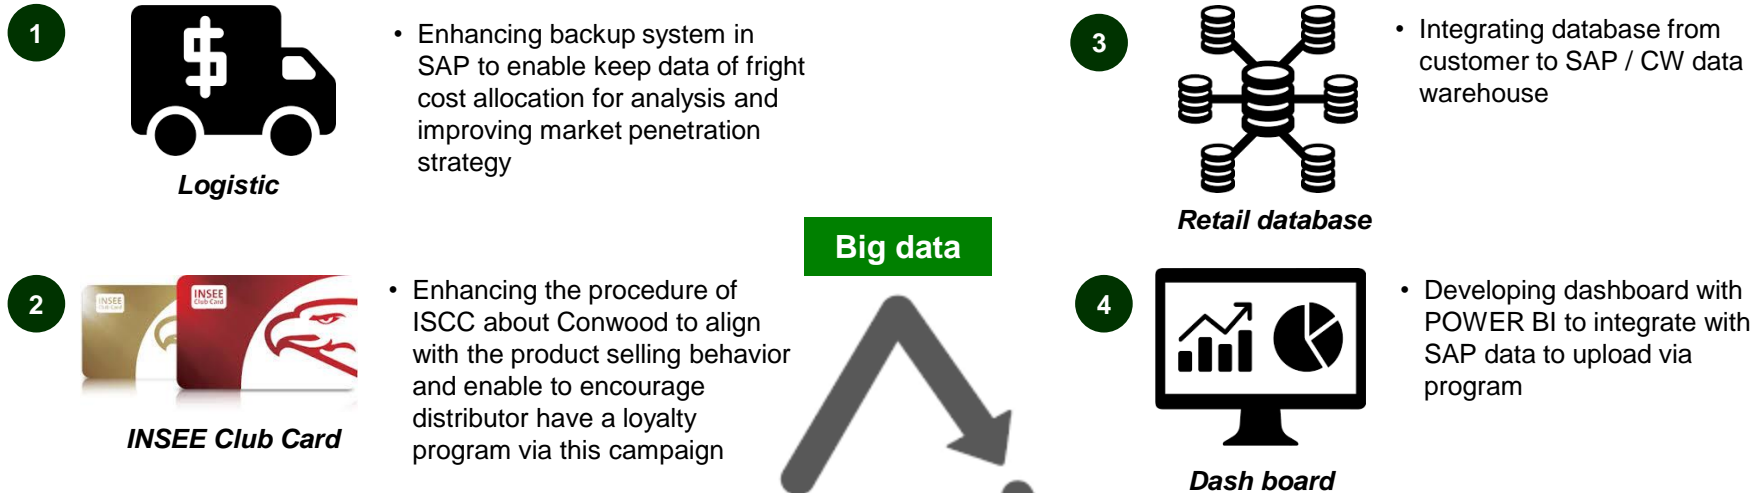 1
$
Logistic
• Enhancing backup system in
SAP to enable keep data of fright
cost allocation for analysis and
improving market penetration
strategy
2
INSEE
Club Card
INSEE
Club Card
INSEE Club Card
• Enhancing the procedure of
ISCC about Conwood to align
with the product selling behavior
and enable to encourage
distributor have a loyalty
program via this campaign
Big data
3
Retail database
• Integrating database from
customer to SAP / CW data
warehouse
4
Dash board
• Developing dashboard with
POWER BI to integrate with
SAP data to upload via
program